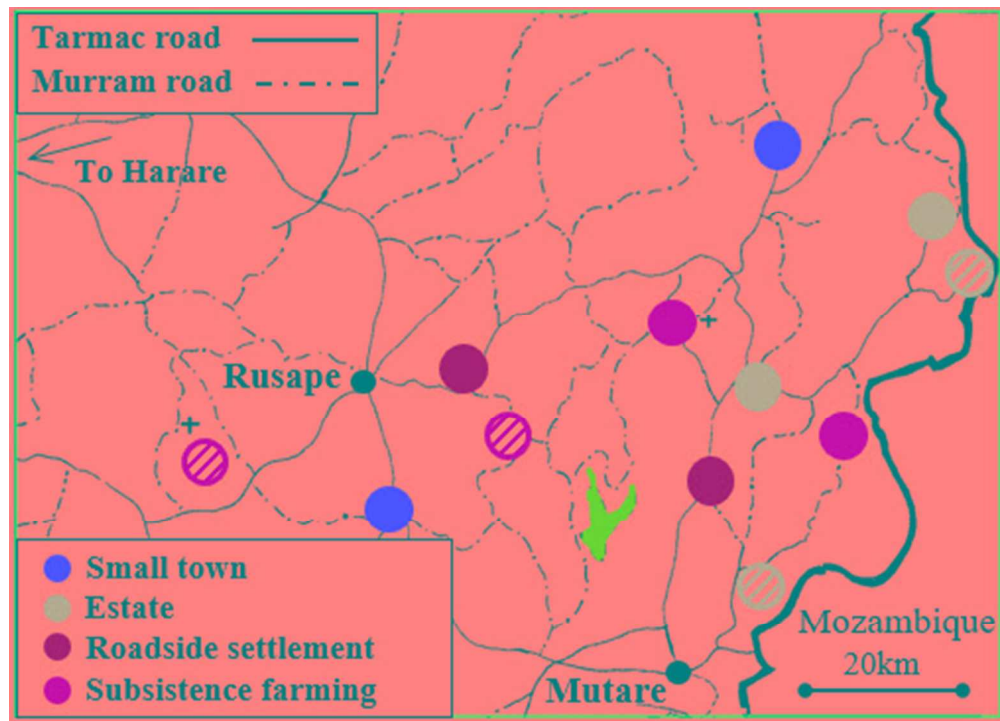 Tarmac road
Murram road
To Harare
Rusape
Small town
Estate
Roadside settlement
Subsistence farming
Mozambique
20km
Mutare